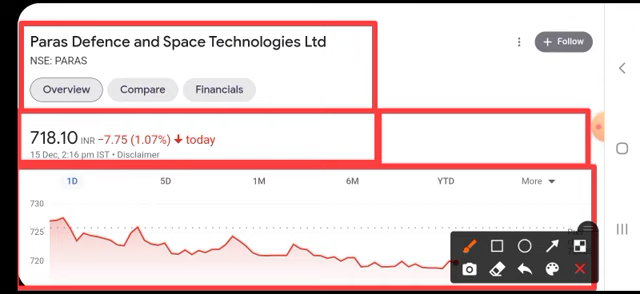 Paras Defence and Space Technologies Ltd
+ Follow
NSE: PARAS
Overview
Compare
Financials
718.10 INR −7.75 (1.07%) ↓ today
15 Dec, 2:16 pm IST • Disclaimer
1D
5D
1M
6M
YTD
More
730
725
720